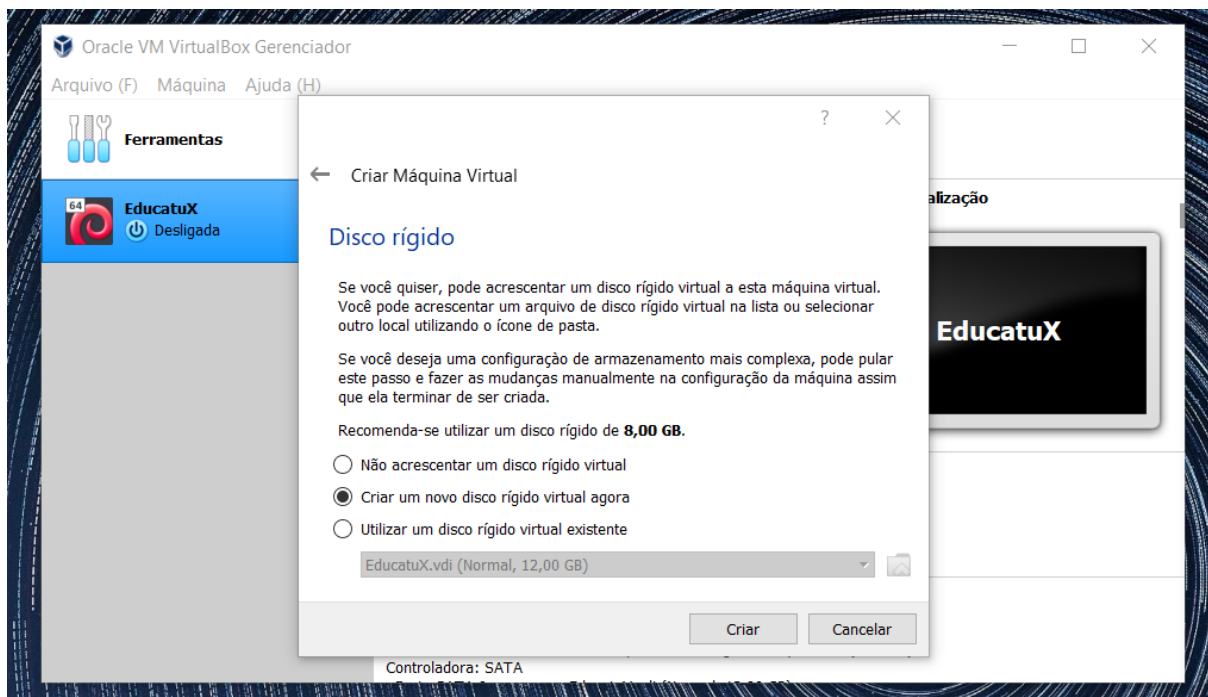 Oracle VM VirtualBox Gerenciador
Arquivo (F) Máquina Ajuda (H)
Ferramentas
64
EducatuX
Desligada
?
Criar Máquina Virtual
Disco rígido
Se você quiser, pode acrescentar um disco rígido virtual a esta máquina virtual.
Você pode acrescentar um arquivo de disco rígido virtual na lista ou selecionar
outro local utilizando o ícone de pasta.
Se você deseja uma configuraçào de armazenamento mais complexa, pode pular
este passo e fazer as mudanças manualmente na configuração da máquina assim
que ela terminar de ser criada.
Recomenda-se utilizar um disco rígido de 8,00 GB.
Não acrescentar um disco rígido virtual
Criar um novo disco rígido virtual agora
Utilizar um disco rígido virtual existente
EducatuX.vdi (Normal, 12,00 GB)
Criar Cancelar
alização
EducatuX
Controladora: SATA